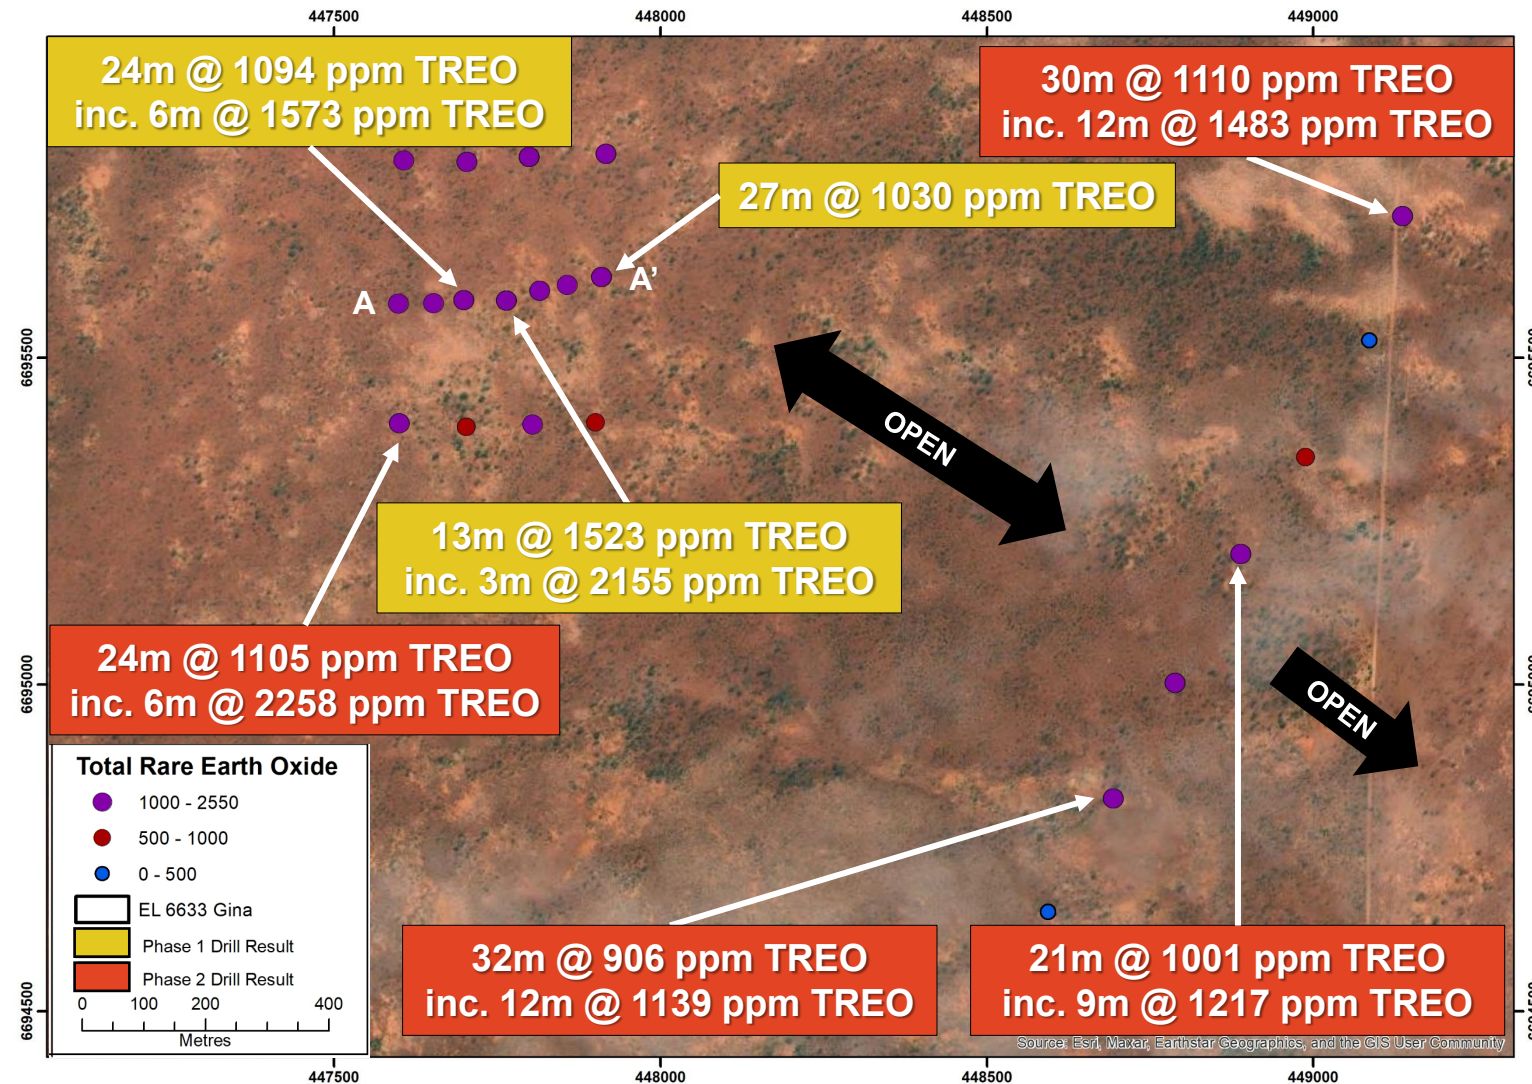 447500
448000
448500
449000
24m @ 1094 ppm TREO
inc. 6m @ 1573 ppm TREO
30m @ 1110 ppm TREO
inc. 12m @ 1483 ppm TREO
27m @ 1030 ppm TREO
A
A’
6695500
OPEN
13m @ 1523 ppm TREO
inc. 3m @ 2155 ppm TREO
24m @ 1105 ppm TREO
inc. 6m @ 2258 ppm TREO
6695000
OPEN
Total Rare Earth Oxide
1000 - 2550
500 - 1000
0 - 500
EL 6633 Gina
Phase 1 Drill Result
Phase 2 Drill Result
0 100 200 400
Metres
32m @ 906 ppm TREO
inc. 12m @ 1139 ppm TREO
21m @ 1001 ppm TREO
inc. 9m @ 1217 ppm TREO
6694500
Source: Esri, Maxar, Earthstar Geographics, and the GIS User Community
447500
448000
448500
449000